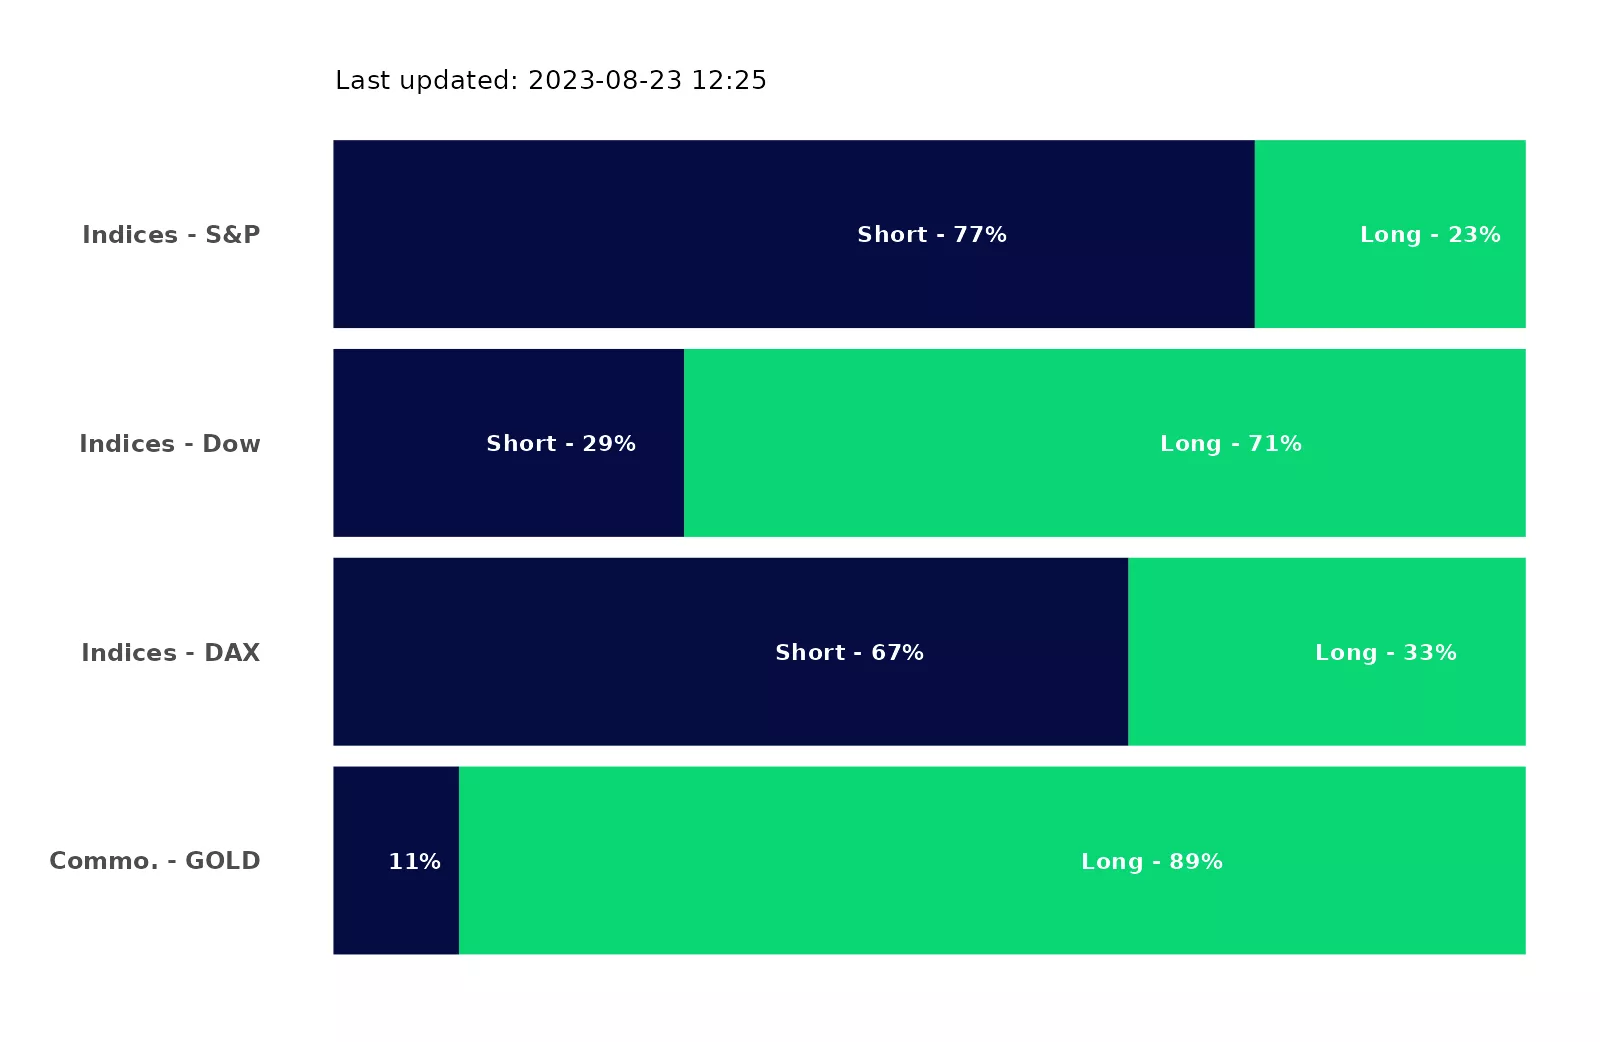 Last updated: 2023-08-23 12:25
Indices - S&P
Short - 77%
Long - 23%
Indices - Dow
Short - 29%
Long - 71%
Indices - DAX
Short - 67%
Long - 33%
Commo. - GOLD
11%
Long - 89%